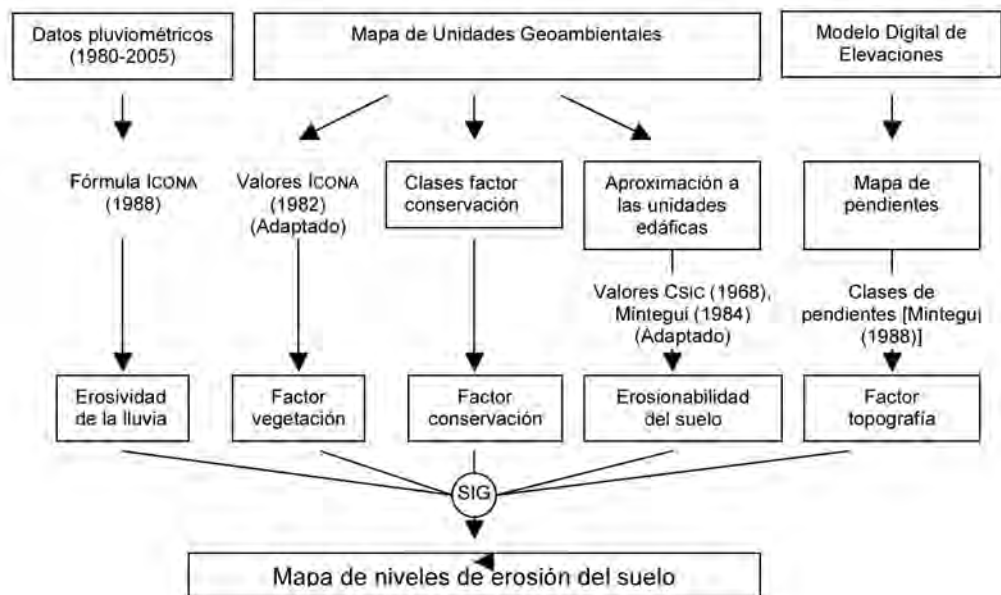 Datos pluviométricos
(1980-2005)
Mapa de Unidades Geoambientales
Modelo Digital de
Elevaciones
Fórmula ICONA
(1988)
Valores ICONA
(1982)
(Adaptado)
Clases factor
conservación
Aproximación a
las unidades
edáficas
Mapa de
pendientes
Valores CSIC (1968),
Mintegui (1984)
(Adaptado)
Clases de
pendientes [Mintegui
(1988)]
Erosividad
de la lluvia
Factor
vegetación
Factor
conservación
Erosionabilidad
del suelo
Factor
topografía
SIG
Mapa de niveles de erosión del suelo